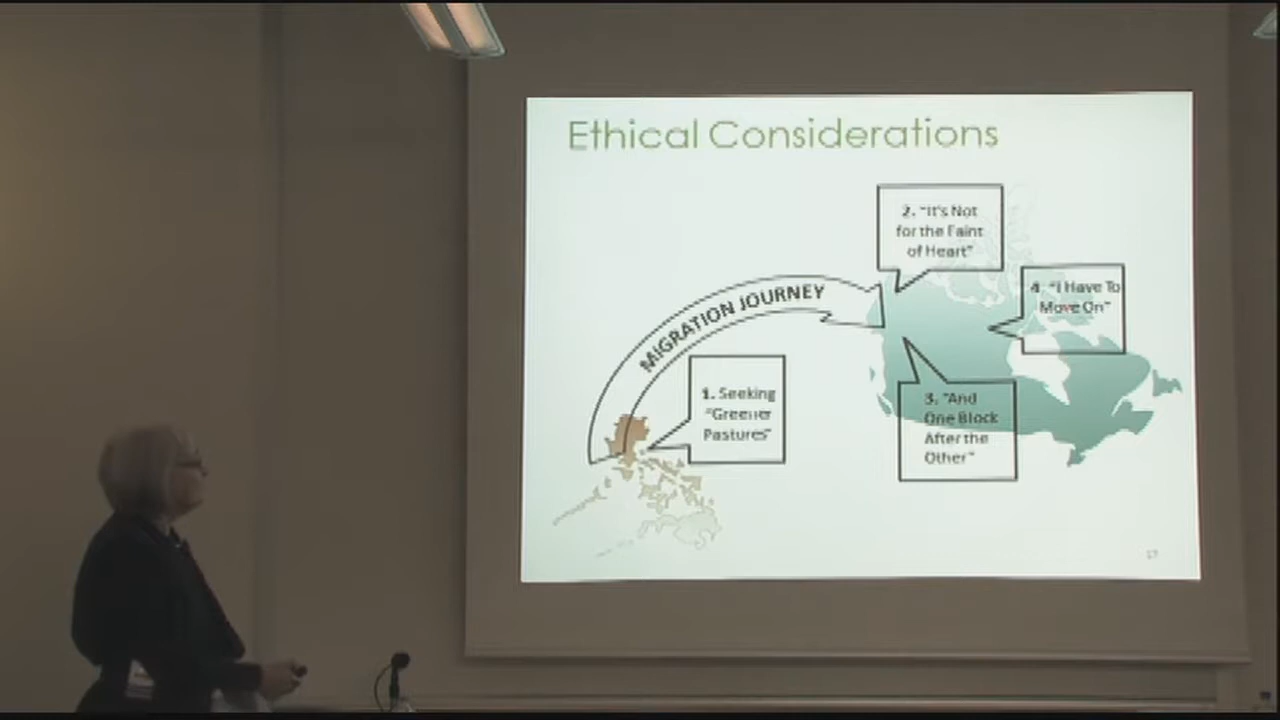 Ethical Considerations
2. "It's Not
for the Faint
of Heart"
4. "I Have To
Move On"
MIGRATION JOURNEY
1. Seeking
"Greener
Pastures"
3. "And
One Block
After the
Other"
17